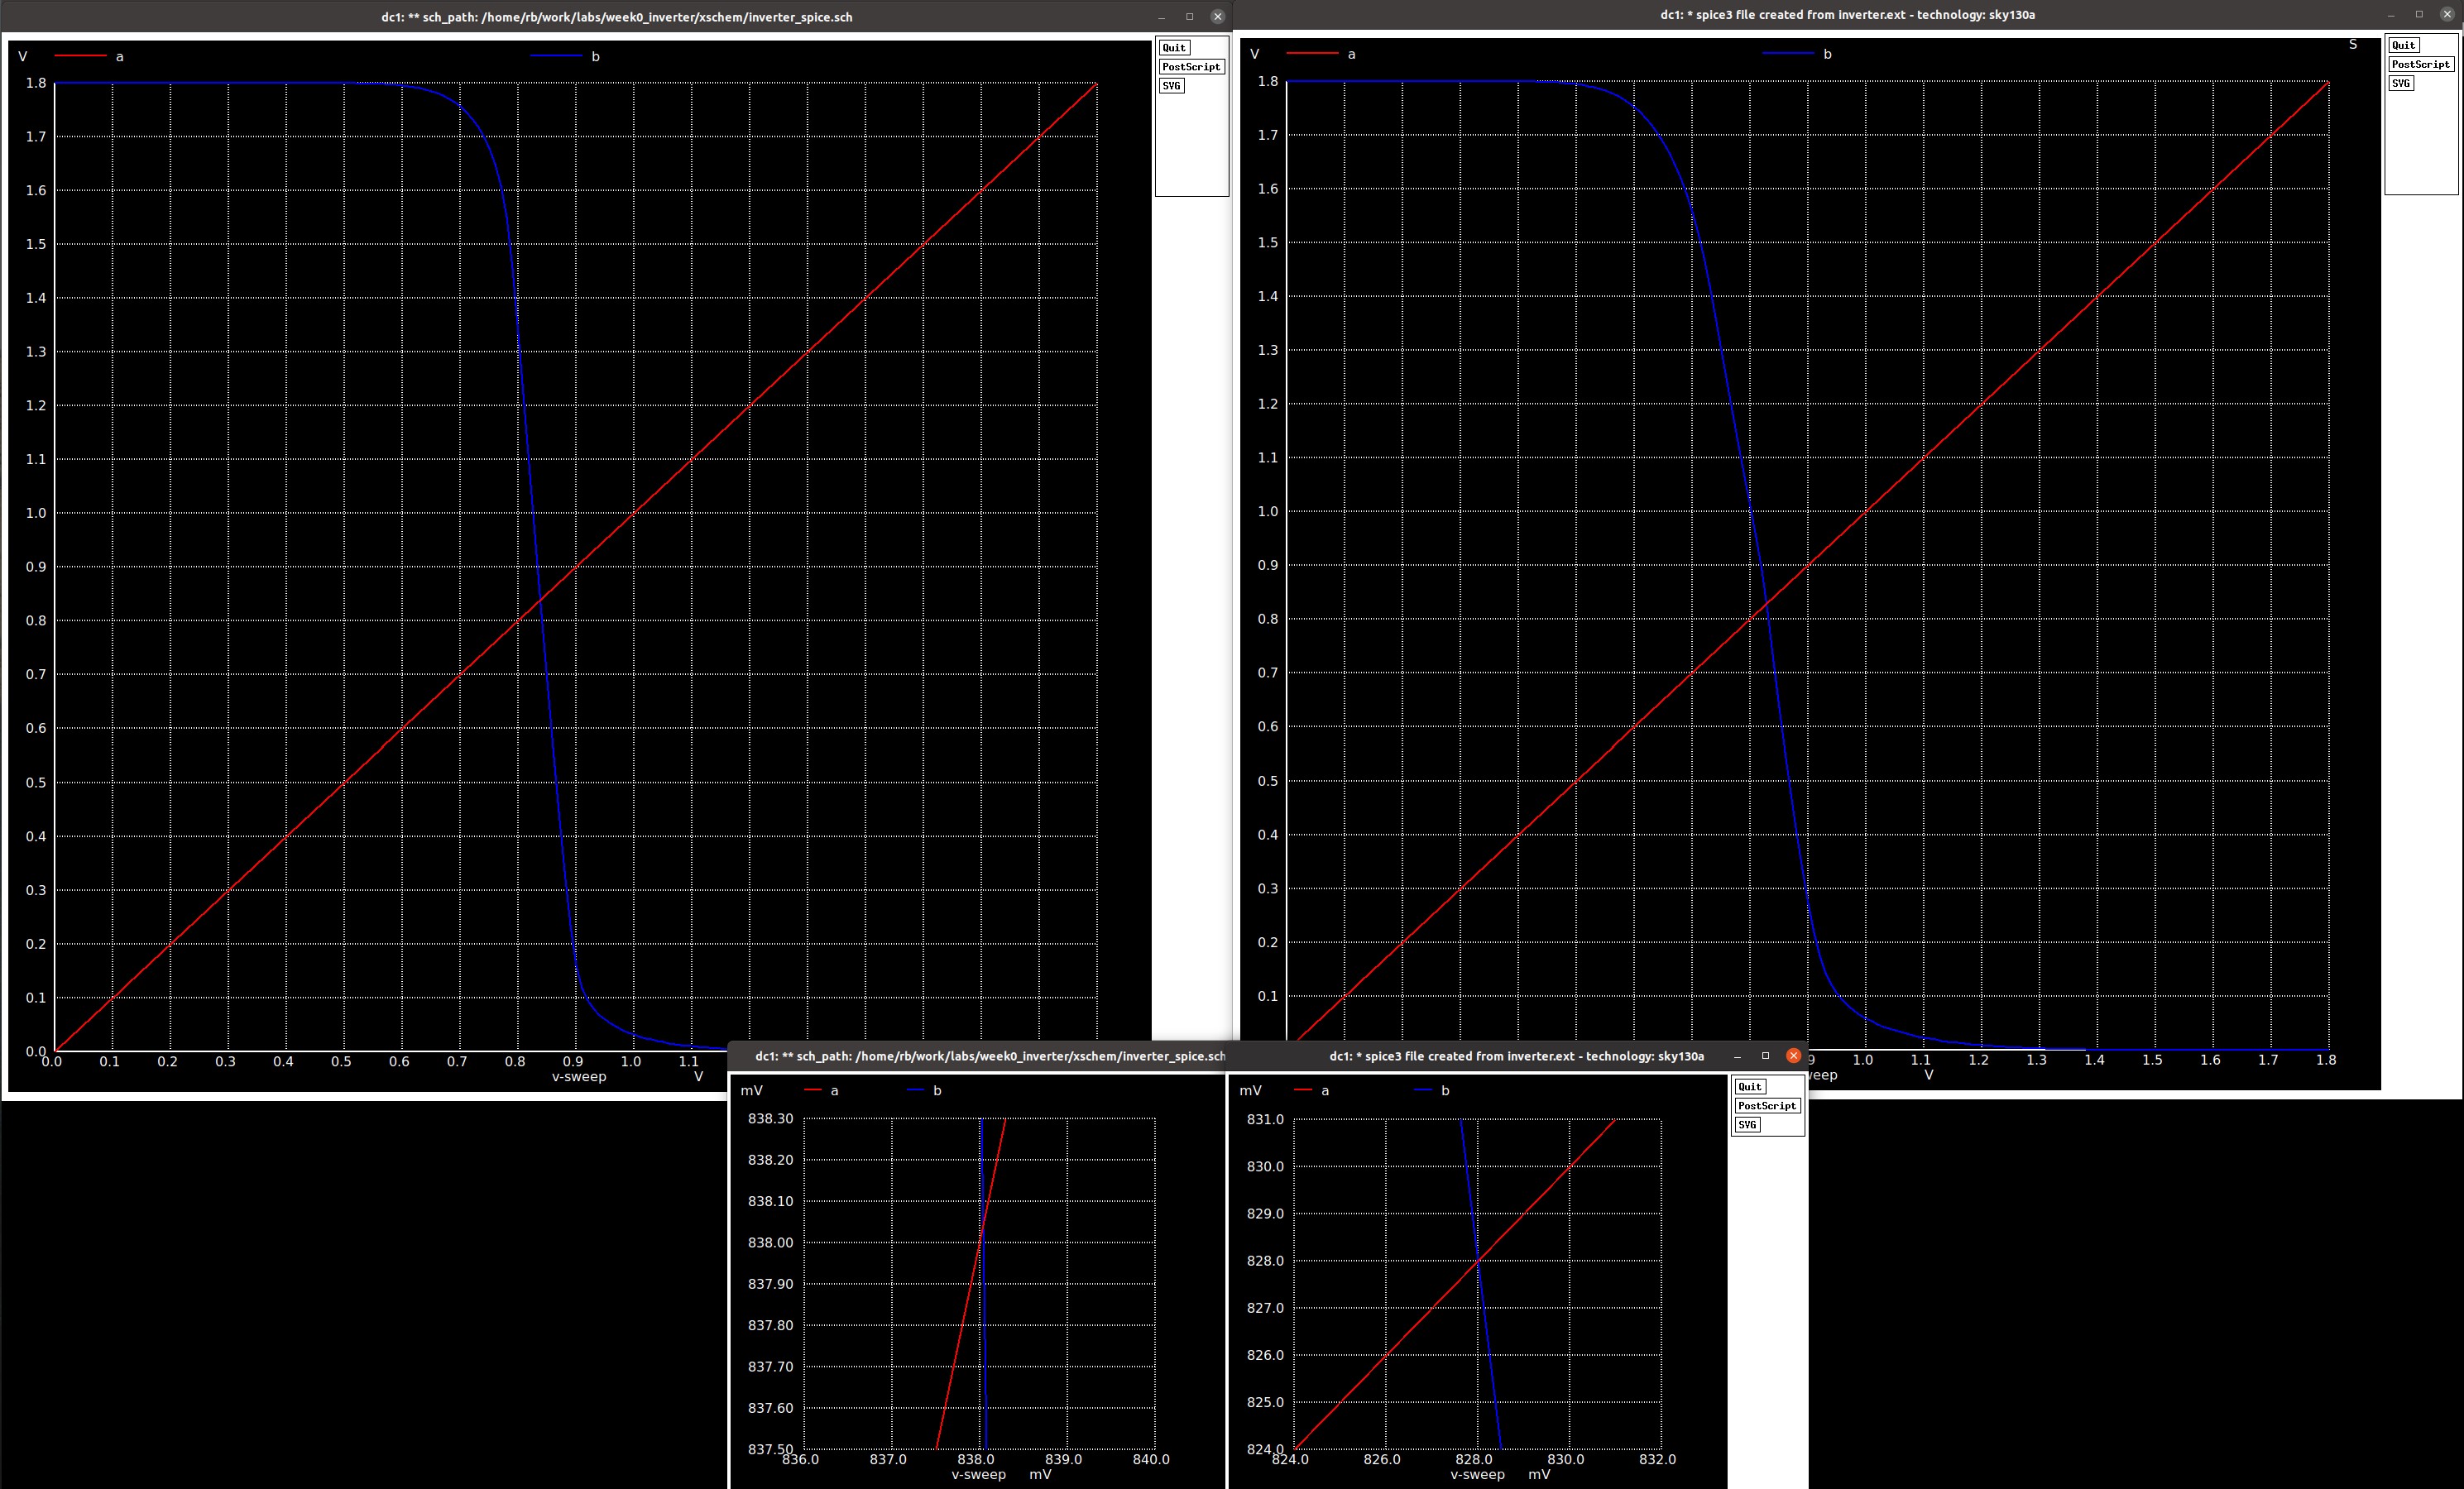 dc1: ** sch_path: /home/rb/work/labs/week0_inverter/xschem/inverter_spice.sch
V a b
Quit
PostScript
SVG
1.8
1.7
1.6
1.5
1.4
1.3
1.2
1.1
1.0
0.9
0.8
0.7
0.6
0.5
0.4
0.3
0.2
0.1
0.0
0.0 0.1 0.2 0.3 0.4 0.5 0.6 0.7 0.8 0.9 1.0 1.1
v-sweep V
dc1: * spice3 file created from inverter.ext - technology: sky130a
V a b S
Quit
PostScript
SVG
1.8
1.7
1.6
1.5
1.4
1.3
1.2
1.1
1.0
0.9
0.8
0.7
0.6
0.5
0.4
0.3
0.2
0.1
9 1.0 1.1 1.2 1.3 1.4 1.5 1.6 1.7 1.8
eep V
dc1: ** sch_path: /home/rb/work/labs/week0_inverter/xschem/inverter_spice.sch
mV a b
838.30
838.20
838.10
838.00
837.90
837.80
837.70
837.60
837.50
836.0 837.0 838.0 839.0 840.0
v-sweep mV
dc1: * spice3 file created from inverter.ext - technology: sky130a
mV a b
Quit
PostScript
SVG
831.0
830.0
829.0
828.0
827.0
826.0
825.0
824.0
824.0 826.0 828.0 830.0 832.0
v-sweep mV